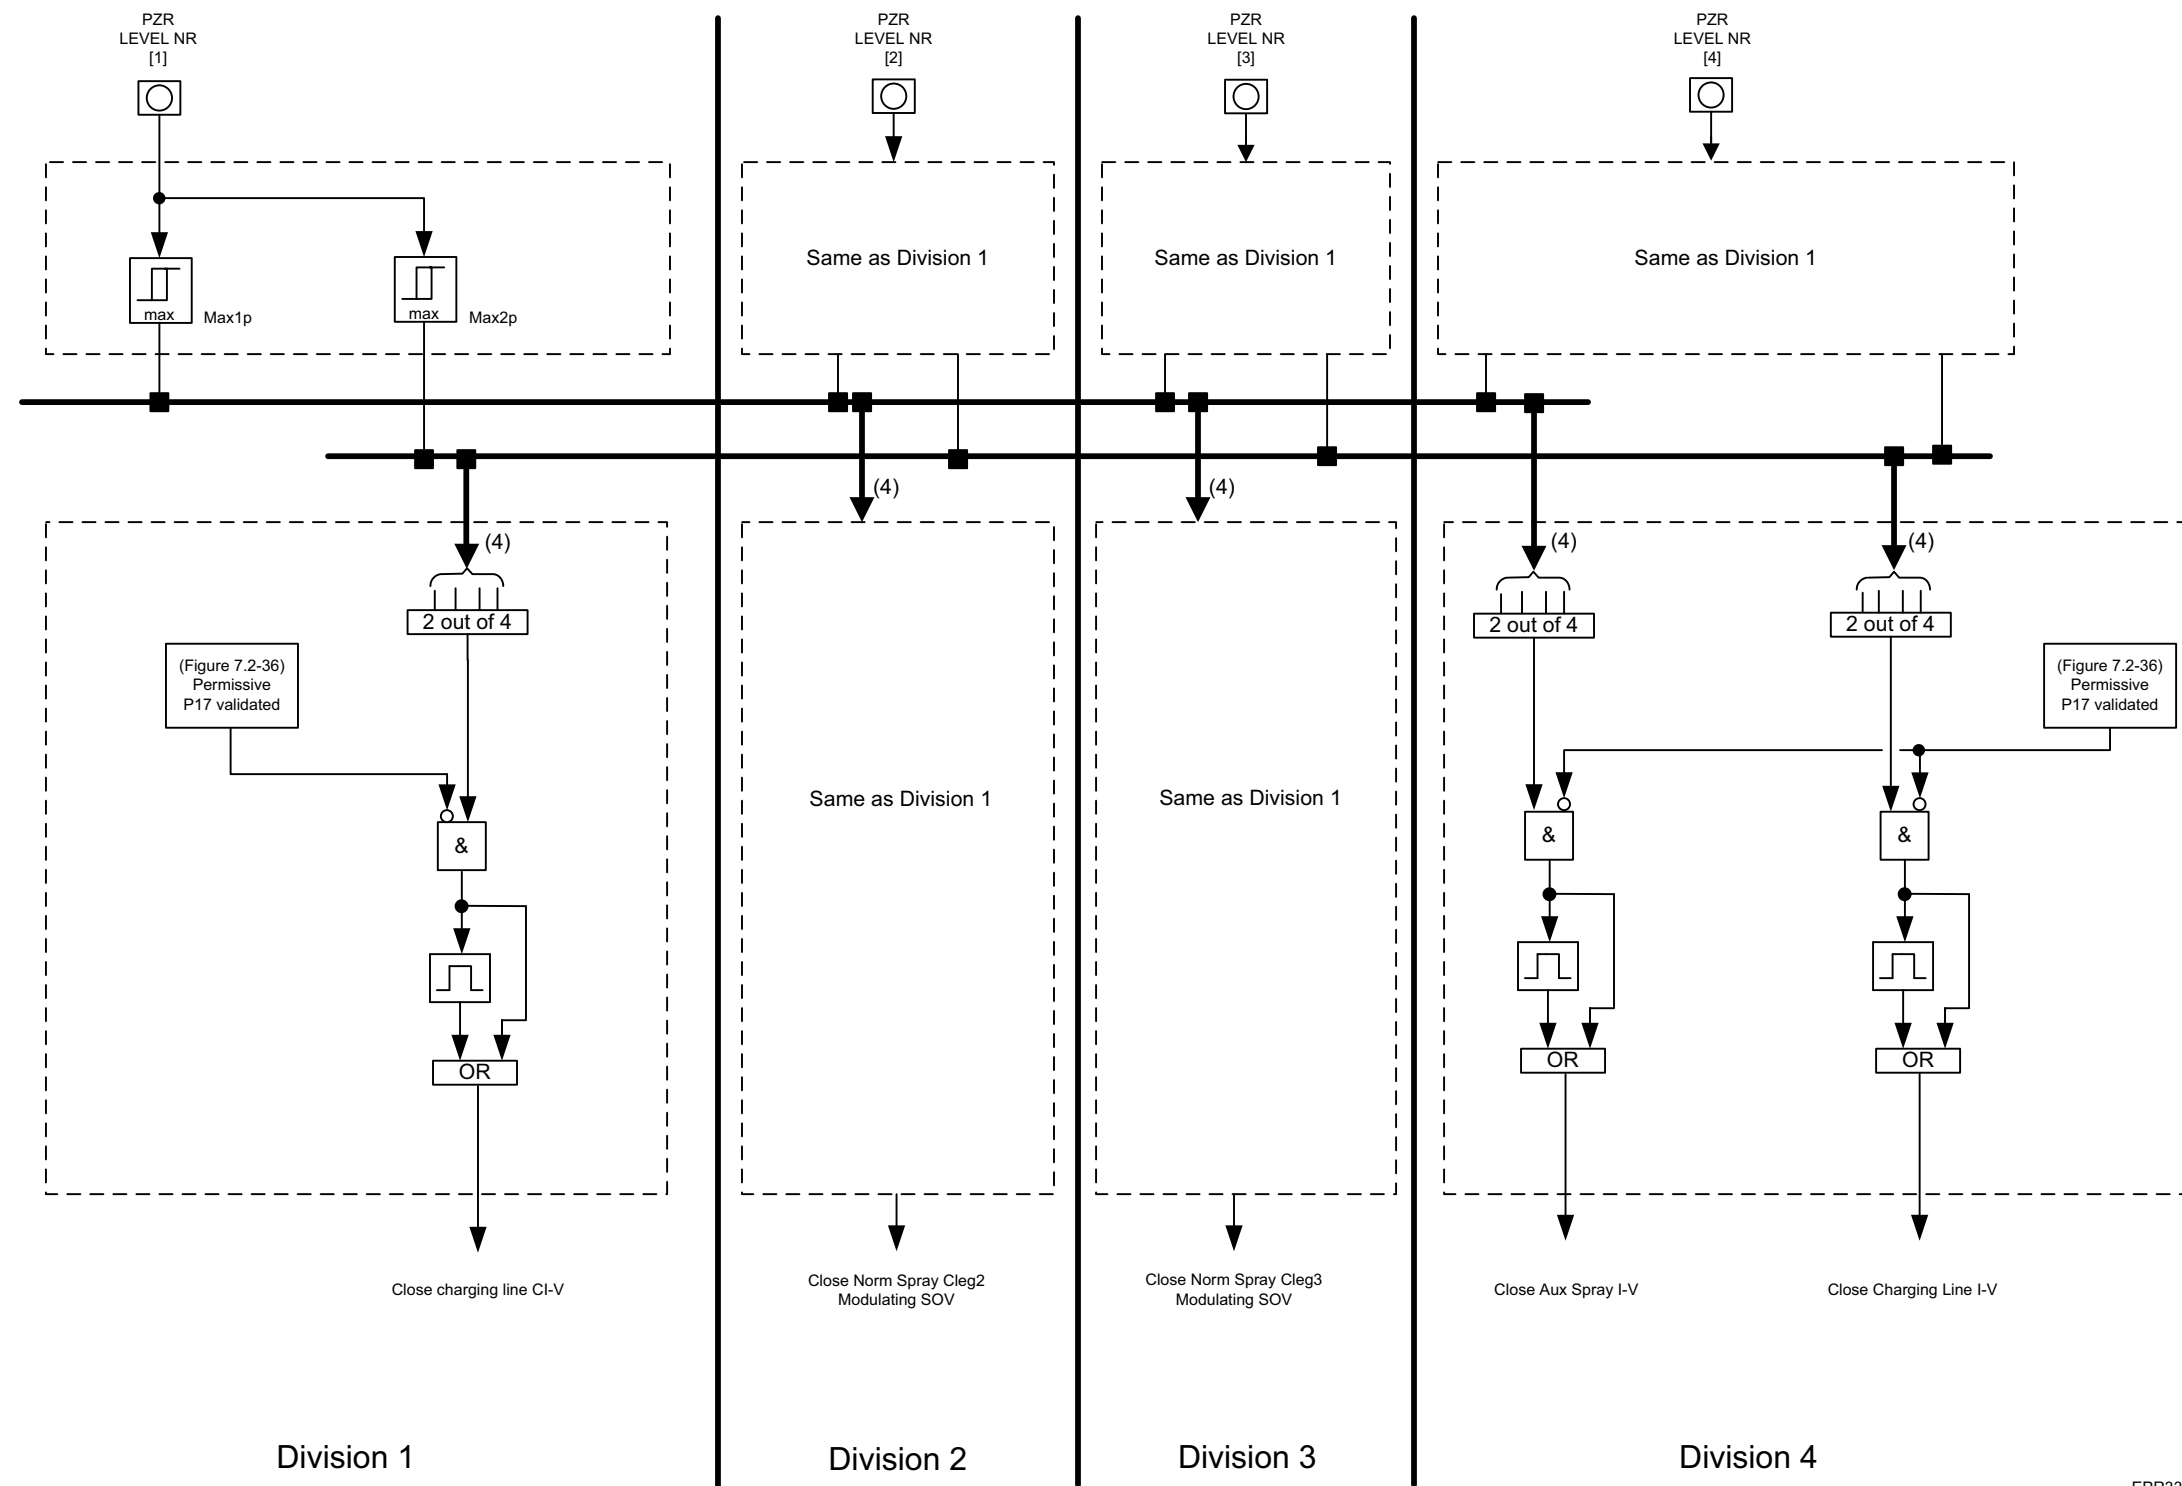 PZR
LEVEL NR
[1]
PZR
LEVEL NR
[2]
PZR
LEVEL NR
[3]
PZR
LEVEL NR
[4]
max
Max1p
max
Max2p
Same as Division 1
Same as Division 1
Same as Division 1
(4)
(4)
(4)
(4)
(4)
2 out of 4
2 out of 4
2 out of 4
(Figure 7.2-36)
Permissive
P17 validated
(Figure 7.2-36)
Permissive
P17 validated
Same as Division 1
Same as Division 1
&
&
&
OR
OR
OR
Close charging line CI-V
Close Norm Spray Cleg2
Modulating SOV
Close Norm Spray Cleg3
Modulating SOV
Close Aux Spray I-V
Close Charging Line I-V
Division 1
Division 2
Division 3
Division 4